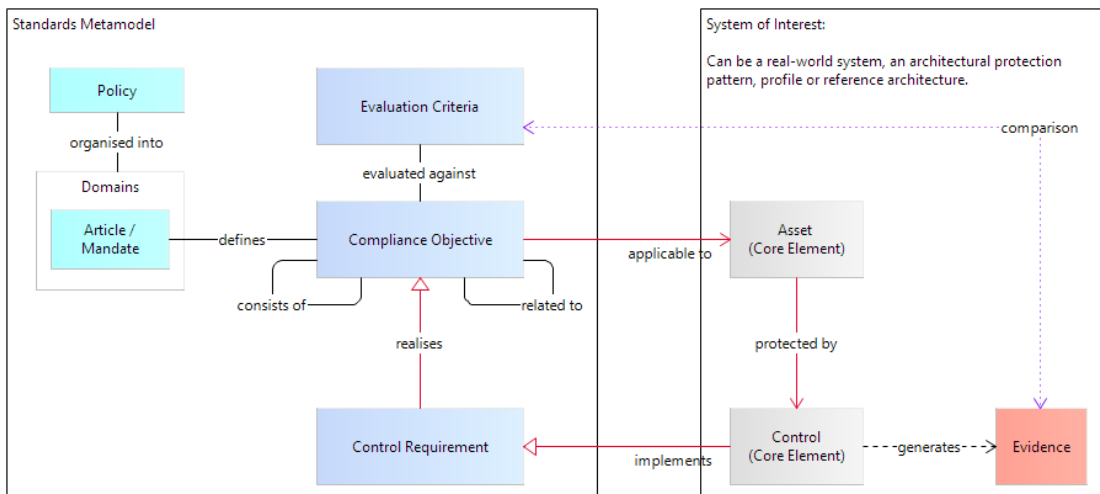 Standards Metamodel
Policy
organised into
Domains
Article /
Mandate
defines
Evaluation Criteria
evaluated against
Compliance Objective
consists of
related to
realises
Control Requirement
System of Interest:
Can be a real-world system, an architectural protection
pattern, profile or reference architecture.
comparison
applicable to
Asset
(Core Element)
protected by
implements
Control
(Core Element)
generates
Evidence